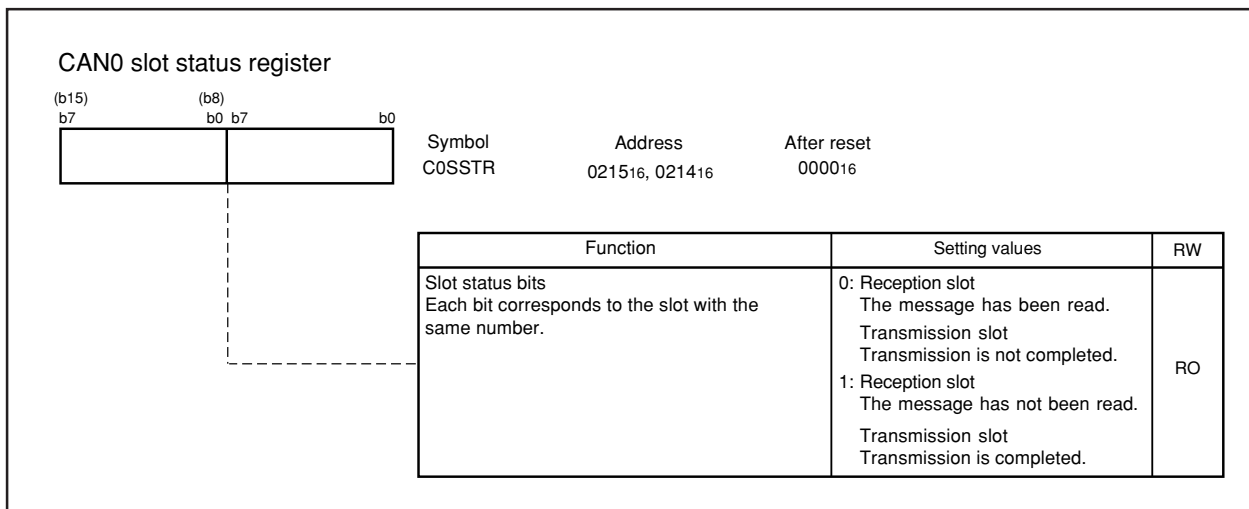 CAN0 slot status register
(b15) (b8)
b7 b0 b7 b0
Symbol Address After reset
C0SSTR 021516, 021416 000016
Function Setting values RW
Slot status bits
Each bit corresponds to the slot with the
same number.
0: Reception slot
The message has been read.
Transmission slot
Transmission is not completed.
1: Reception slot
The message has not been read.
Transmission slot
Transmission is completed.
RO